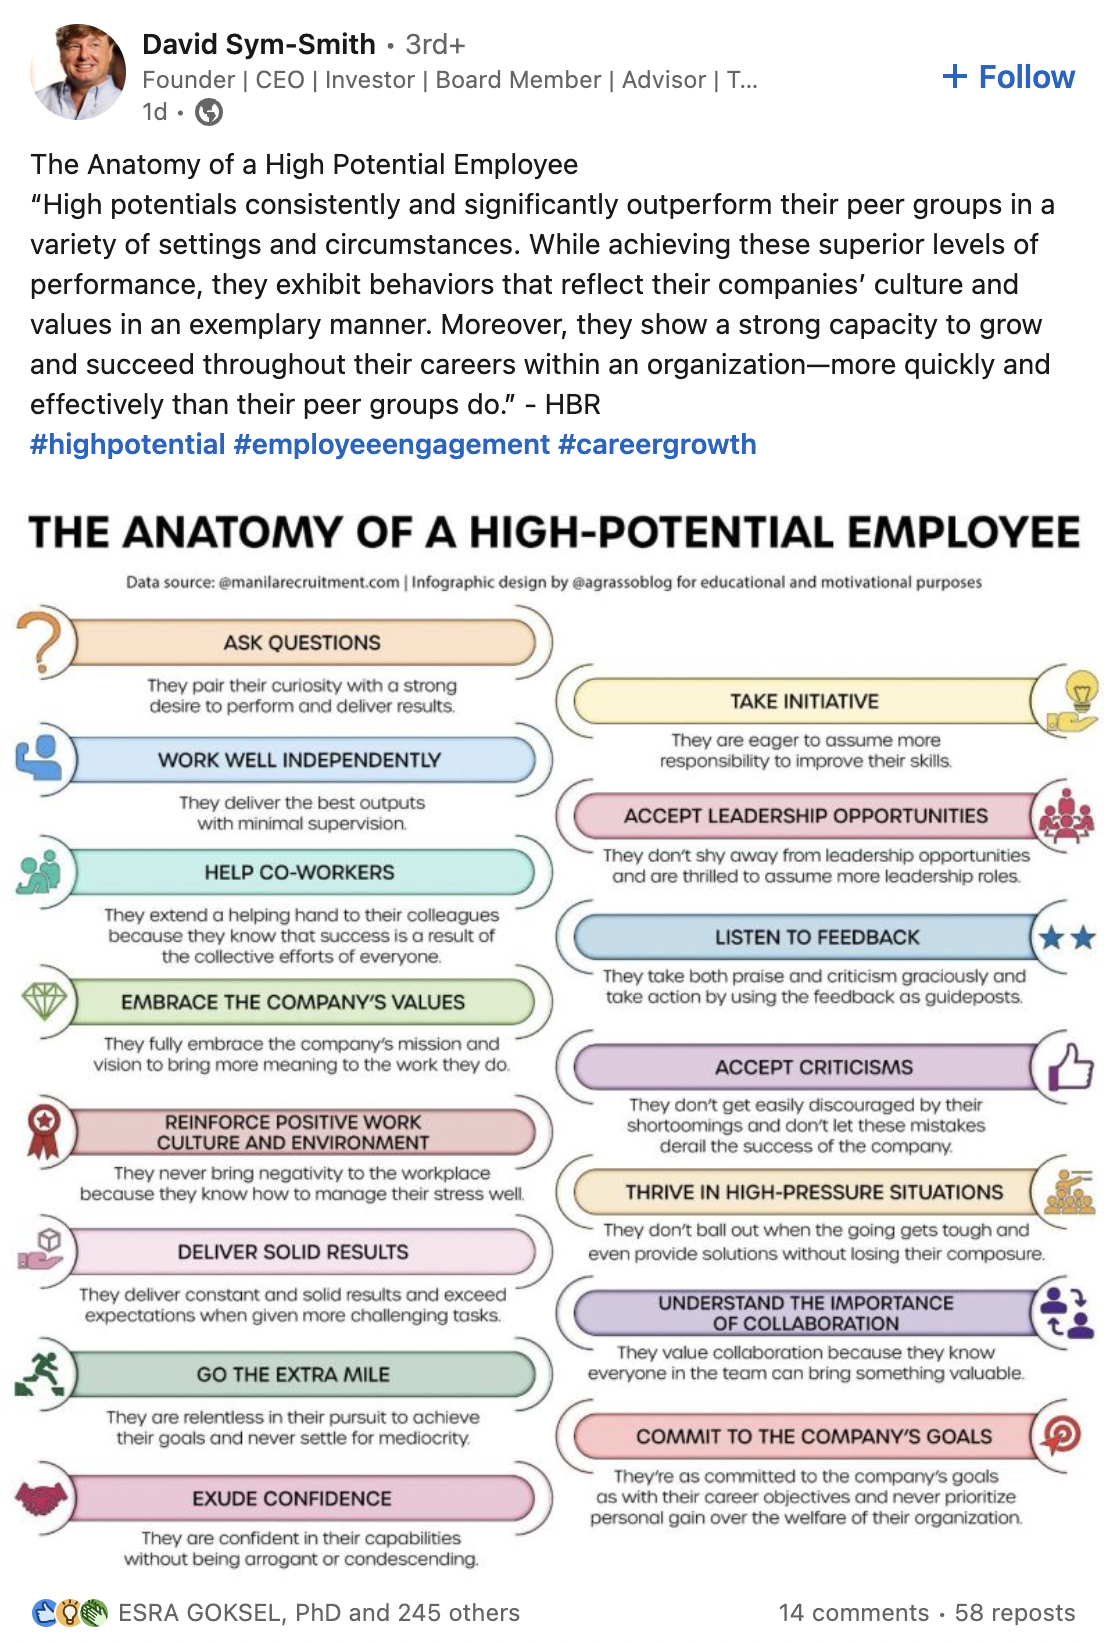 David Sym-Smith • 3rd+
Founder | CEO | Investor | Board Member | Advisor | T...
1d •
+ Follow
The Anatomy of a High Potential Employee
“High potentials consistently and significantly outperform their peer groups in a
variety of settings and circumstances. While achieving these superior levels of
performance, they exhibit behaviors that reflect their companies’ culture and
values in an exemplary manner. Moreover, they show a strong capacity to grow
and succeed throughout their careers within an organization—more quickly and
effectively than their peer groups do.” - HBR
#highpotential #employeeengagement #careergrowth
THE ANATOMY OF A HIGH-POTENTIAL EMPLOYEE
Data source: @manilarecruitment.com | Infographic design by @agrassoblog for educational and motivational purposes
ASK QUESTIONS
They pair their curiosity with a strong
desire to perform and deliver results.
WORK WELL INDEPENDENTLY
They deliver the best outputs
with minimal supervision.
HELP CO-WORKERS
They extend a helping hand to their colleagues
because they know that success is a result of
the collective efforts of everyone.
EMBRACE THE COMPANY'S VALUES
They fully embrace the company's mission and
vision to bring more meaning to the work they do.
REINFORCE POSITIVE WORK
CULTURE AND ENVIRONMENT
They never bring negativity to the workplace
because they know how to manage their stress well.
DELIVER SOLID RESULTS
They deliver constant and solid results and exceed
expectations when given more challenging tasks.
GO THE EXTRA MILE
They are relentless in their pursuit to achieve
their goals and never settle for mediocrity.
EXUDE CONFIDENCE
They are confident in their capabilities
without being arrogant or condescending.
TAKE INITIATIVE
They are eager to assume more
responsibility to improve their skills.
ACCEPT LEADERSHIP OPPORTUNITIES
They don't shy away from leadership opportunities
and are thrilled to assume more leadership roles.
LISTEN TO FEEDBACK
They take both praise and criticism graciously and
take action by using the feedback as guideposts.
ACCEPT CRITICISMS
They don't get easily discouraged by their
shortoomings and don't let these mistakes
derail the success of the company.
THRIVE IN HIGH-PRESSURE SITUATIONS
They don't ball out when the going gets tough and
even provide solutions without losing their composure.
UNDERSTAND THE IMPORTANCE
OF COLLABORATION
They value collaboration because they know
everyone in the team can bring something valuable.
COMMIT TO THE COMPANY'S GOALS
They're as committed to the company's goals
as with their career objectives and never prioritize
personal gain over the welfare of their organization.
ESRA GOKSEL, PhD and 245 others
14 comments • 58 reposts